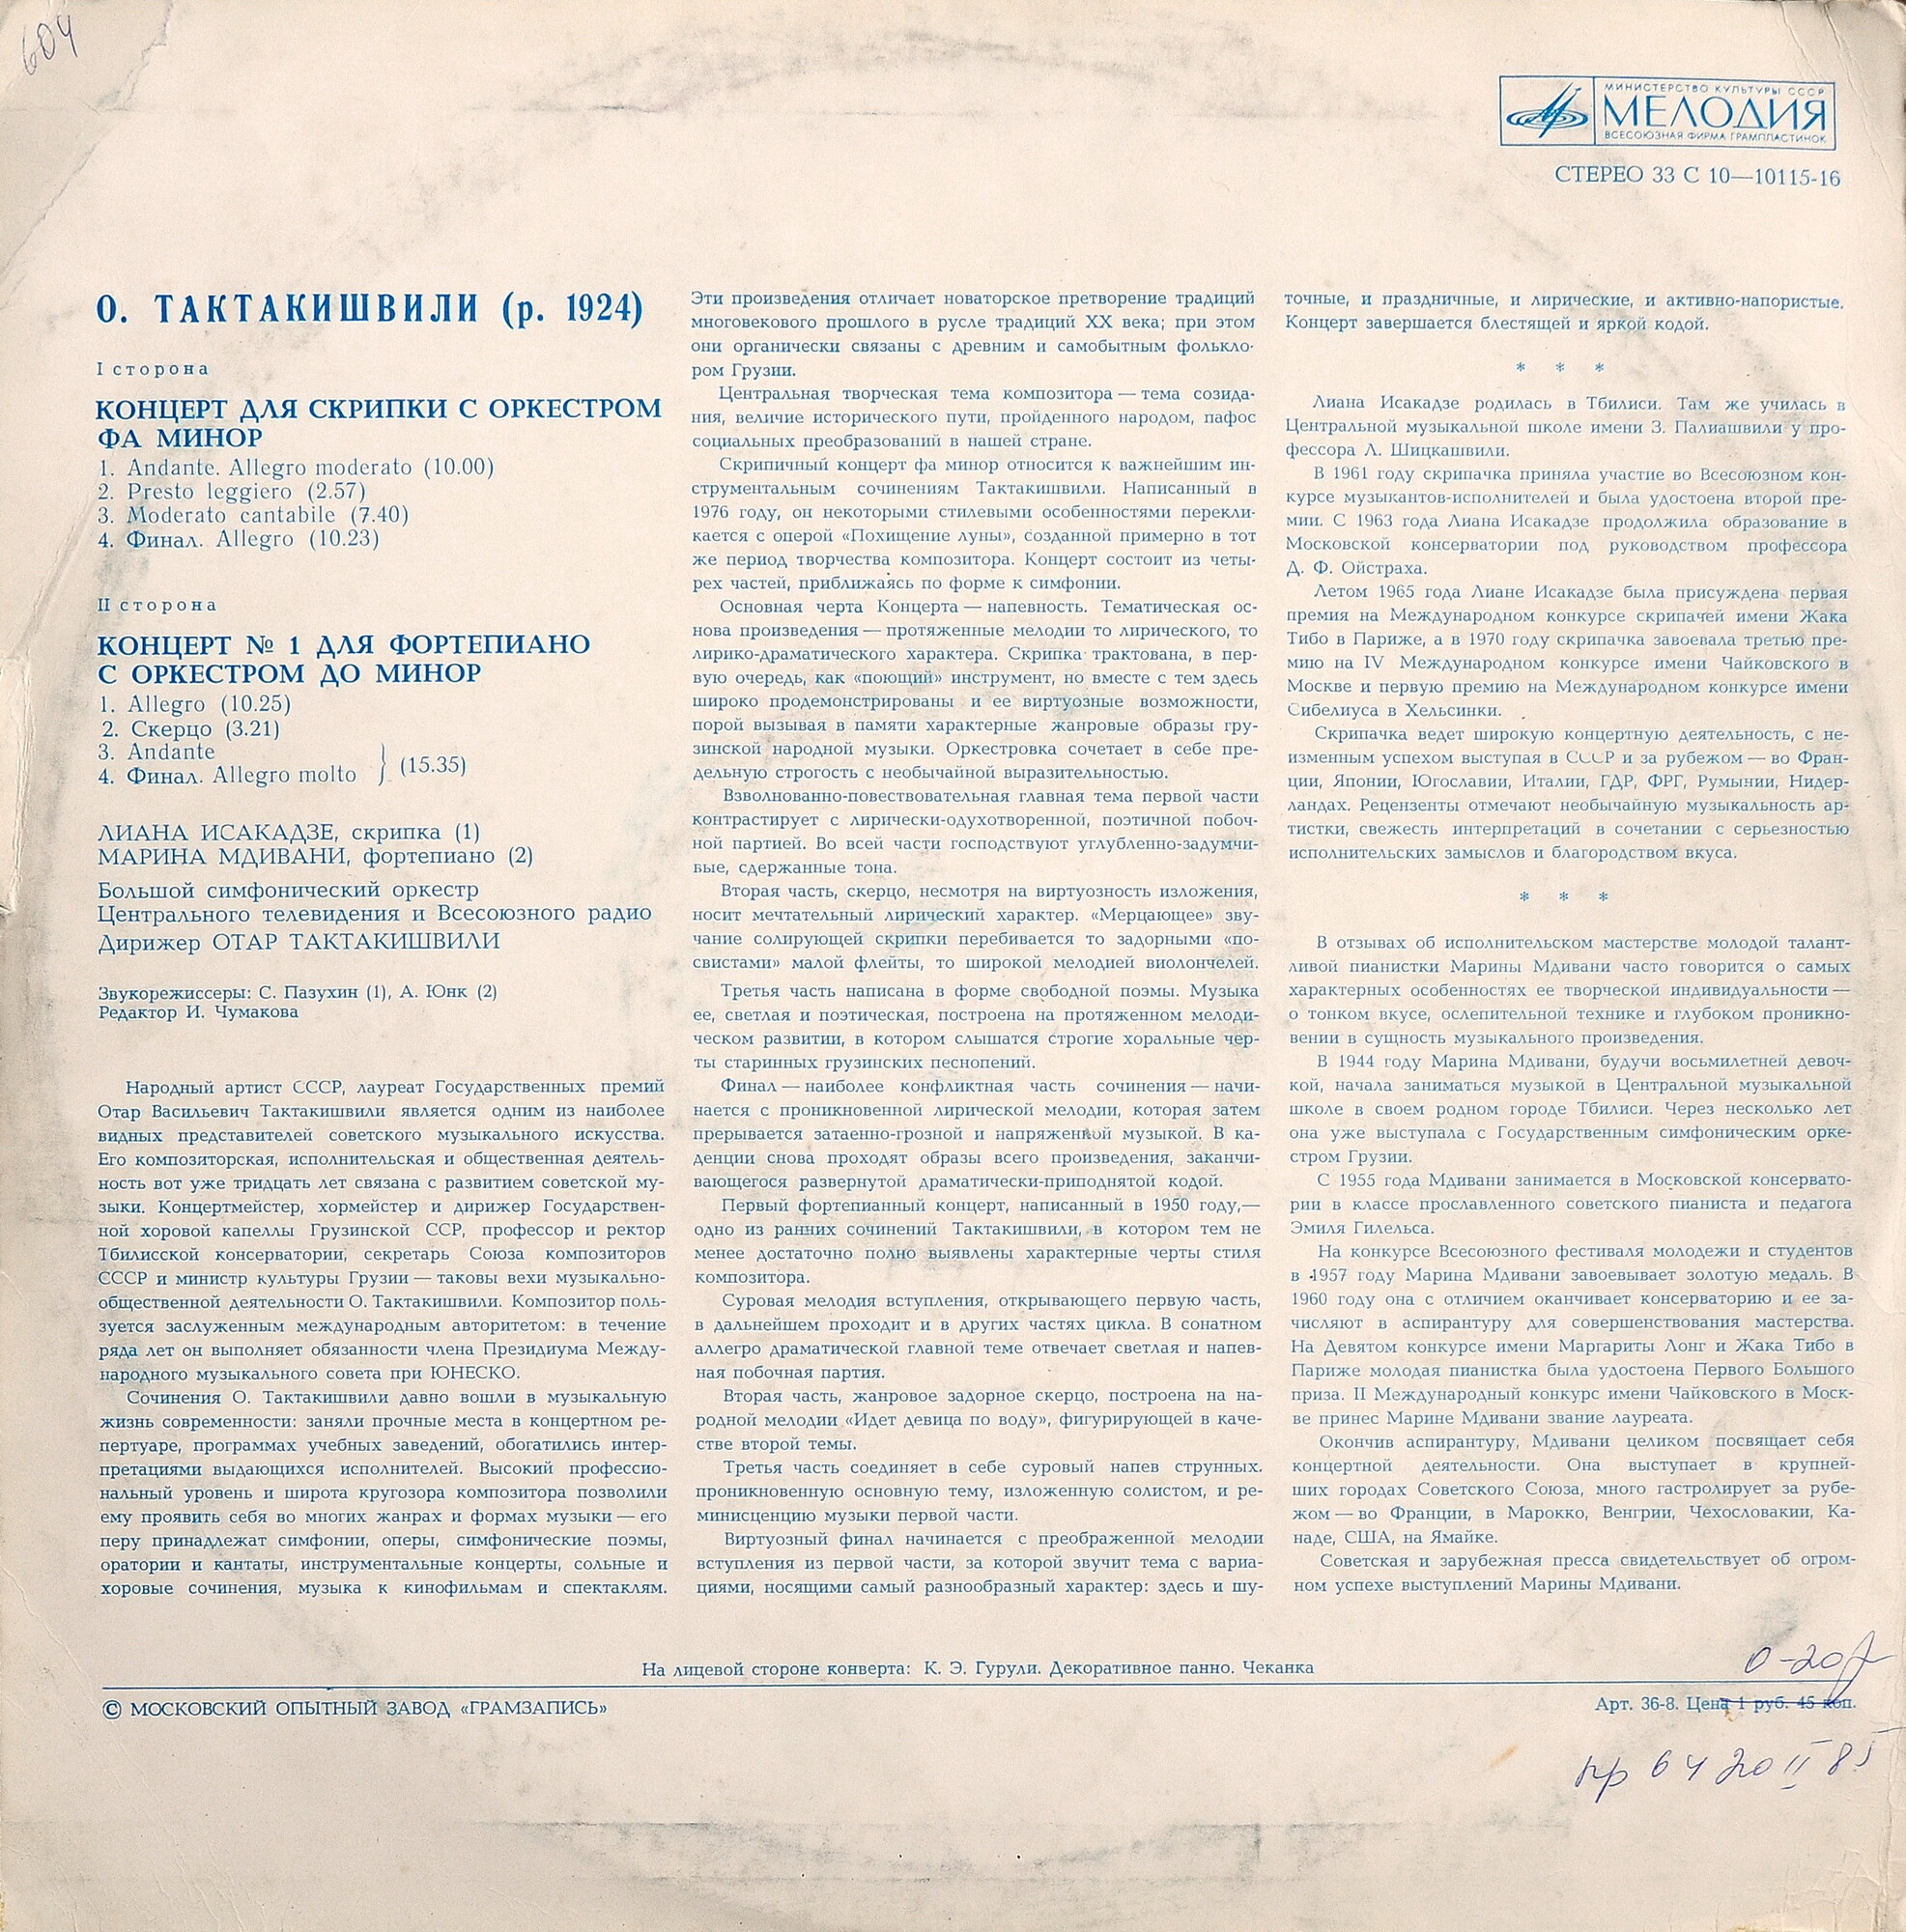 604
МИНИСТЕРСТВО КУЛЬТУРЫ СССР
МЕЛОДИЯ
ВСЕСОЮЗНАЯ ФИРМА ГРАМПЛАСТИНОК
СТЕРЕО 33 С 10—10115-16
О. ТАКТАКИШВИЛИ (р. 1924)
I сторона
КОНЦЕРТ ДЛЯ СКРИПКИ С ОРКЕСТРОМ
ФА МИНОР
1. Andante. Allegro moderato (10.00)
2. Presto leggiero (2.57)
3. Moderato cantabile (7.40)
4. Финал. Allegro (10.23)
II сторона
КОНЦЕРТ № 1 ДЛЯ ФОРТЕПИАНО
С ОРКЕСТРОМ ДО МИНОР
1. Allegro (10.25)
2. Скерцо (3.21)
3. Andante
4. Финал. Allegro molto } (15.35)
ЛИАНА ИСАКАДЗЕ, скрипка (1)
МАРИНА МДИВАНИ, фортепиано (2)
Большой симфонический оркестр
Центрального телевидения и Всесоюзного радио
Дирижер ОТАР ТАКТАКИШВИЛИ
Звукорежиссеры: С. Пазухин (1), А. Юнк (2)
Редактор И. Чумакова
Народный артист СССР, лауреат Государственных премий
Отар Васильевич Тактакишвили является одним из наиболее
видных представителей советского музыкального искусства.
Его композиторская, исполнительская и общественная деятель-
ность вот уже тридцать лет связана с развитием советской му-
зыки. Концертмейстер, хормейстер и дирижер Государствен-
ной хоровой капеллы Грузинской ССР, профессор и ректор
Тбилисской консерватории, секретарь Союза композиторов
СССР и министр культуры Грузии — таковы вехи музыкально-
общественной деятельности О. Тактакишвили. Композитор поль-
зуется заслуженным международным авторитетом: в течение
ряда лет он выполняет обязанности члена Президиума Между-
народного музыкального совета при ЮНЕСКО.
Сочинения О. Тактакишвили давно вошли в музыкальную
жизнь современности: заняли прочные места в концертном ре-
пертуаре, программах учебных заведений, обогатились интер-
претациями выдающихся исполнителей. Высокий профессио-
нальный уровень и широта кругозора композитора позволили
ему проявить себя во многих жанрах и формах музыки — его
перу принадлежат симфонии, оперы, симфонические поэмы,
оратории и кантаты, инструментальные концерты, сольные и
хоровые сочинения, музыка к кинофильмам и спектаклям.
Эти произведения отличает новаторское претворение традиций
многовекового прошлого в русле традиций XX века; при этом
они органически связаны с древним и самобытным фолькло-
ром Грузии.
Центральная творческая тема композитора — тема созида-
ния, величие исторического пути, пройденного народом, пафос
социальных преобразований в нашей стране.
Скрипичный концерт фа минор относится к важнейшим ин-
струментальным сочинениям Тактакишвили. Написанный в
1976 году, он некоторыми стилевыми особенностями перекли-
кается с оперой «Похищение луны», созданной примерно в тот
же период творчества композитора. Концерт состоит из четы-
рех частей, приближаясь по форме к симфонии.
Основная черта Концерта — напевность. Тематическая ос-
нова произведения — протяженные мелодии то лирического, то
лирико-драматического характера. Скрипка трактована, в пер-
вую очередь, как «поющий» инструмент, но вместе с тем здесь
широко продемонстрированы и ее виртуозные возможности,
порой вызывая в памяти характерные жанровые образы гру-
зинской народной музыки. Оркестровка сочетает в себе пре-
дельную строгость с необычайной выразительностью.
Взволнованно-повествовательная главная тема первой части
контрастирует с лирически-одухотворенной, поэтичной побоч-
ной партией. Во всей части господствуют углубленно-задумчи-
вые, сдержанные тона.
Вторая часть, скерцо, несмотря на виртуозность изложения,
носит мечтательный лирический характер. «Мерцающее» зву-
чание солирующей скрипки перебивается то задорными «по-
свистами» малой флейты, то широкой мелодией виолончелей.
Третья часть написана в форме свободной поэмы. Музыка
ее, светлая и поэтическая, построена на протяженном мелоди-
ческом развитии, в котором слышатся строгие хоральные чер-
ты старинных грузинских песнопений.
Финал — наиболее конфликтная часть сочинения — начи-
нается с проникновенной лирической мелодии, которая затем
прерывается затаенно-грозной и напряженной музыкой. В ка-
денции снова проходят образы всего произведения, заканчи-
вающегося развернутой драматически-приподнятой кодой.
Первый фортепианный концерт, написанный в 1950 году,—
одно из ранних сочинений Тактакишвили, в котором тем не
менее достаточно полно выявлены характерные черты стиля
композитора.
Суровая мелодия вступления, открывающего первую часть,
в дальнейшем проходит и в других частях цикла. В сонатном
аллегро драматической главной теме отвечает светлая и напев-
ная побочная партия.
Вторая часть, жанровое задорное скерцо, построена на на-
родной мелодии «Идет девица по воду», фигурирующей в каче-
стве второй темы.
Третья часть соединяет в себе суровый напев струнных.
проникновенную основную тему, изложенную солистом, и ре-
минисценцию музыки первой части.
Виртуозный финал начинается с преображенной мелодии
вступления из первой части, за которой звучит тема с вариа-
циями, носящими самый разнообразный характер: здесь и шу-
точные, и праздничные, и лирические, и активно-напористые.
Концерт завершается блестящей и яркой кодой.
* * *
Лиана Исакадзе родилась в Тбилиси. Там же училась в
Центральной музыкальной школе имени З. Палиашвили у про-
фессора Л. Шицкашвили.
В 1961 году скрипачка приняла участие во Всесоюзном кон-
курсе музыкантов-исполнителей и была удостоена второй пре-
мии. С 1963 года Лиана Исакадзе продолжила образование в
Московской консерватории под руководством профессора
Д. Ф. Ойстраха.
Летом 1965 года Лиане Исакадзе была присуждена первая
премия на Международном конкурсе скрипачей имени Жака
Тибо в Париже, а в 1970 году скрипачка завоевала третью пре-
мию на IV Международном конкурсе имени Чайковского в
Москве и первую премию на Международном конкурсе имени
Сибелиуса в Хельсинки.
Скрипачка ведет широкую концертную деятельность, с не-
изменным успехом выступая в СССР и за рубежом — во Фран-
ции, Японии, Югославии, Италии, ГДР, ФРГ, Румынии, Нидер-
ландах. Рецензенты отмечают необычайную музыкальность ар-
тистки, свежесть интерпретаций в сочетании с серьезностью
исполнительских замыслов и благородством вкуса.
* * *
В отзывах об исполнительском мастерстве молодой талант-
ливой пианистки Марины Мдивани часто говорится о самых
характерных особенностях ее творческой индивидуальности —
о тонком вкусе, ослепительной технике и глубоком проникно-
вении в сущность музыкального произведения.
В 1944 году Марина Мдивани, будучи восьмилетней девоч-
кой, начала заниматься музыкой в Центральной музыкальной
школе в своем родном городе Тбилиси. Через несколько лет
она уже выступала с Государственным симфоническим орке-
стром Грузии.
С 1955 года Мдивани занимается в Московской консервато-
рии в классе прославленного советского пианиста и педагога
Эмиля Гилельса.
На конкурсе Всесоюзного фестиваля молодежи и студентов
в 1957 году Марина Мдивани завоевывает золотую медаль. В
1960 году она с отличием оканчивает консерваторию и ее за-
числяют в аспирантуру для совершенствования мастерства.
На Девятом конкурсе имени Маргариты Лонг и Жака Тибо в
Париже молодая пианистка была удостоена Первого Большого
приза. II Международный конкурс имени Чайковского в Моск-
ве принес Марине Мдивани звание лауреата.
Окончив аспирантуру, Мдивани целиком посвящает себя
концертной деятельности. Она выступает в крупней-
ших городах Советского Союза, много гастролирует за рубе-
жом — во Франции, в Марокко, Венгрии, Чехословакии, Ка-
наде, США, на Ямайке.
Советская и зарубежная пресса свидетельствует об огром-
ном успехе выступлений Марины Мдивани.
На лицевой стороне конверта: К. Э. Гурули. Декоративное панно. Чеканка
0-20
© МОСКОВСКИЙ ОПЫТНЫЙ ЗАВОД «ГРАМЗАПИСЬ»
Арт. 36-8. Цена 1 руб. 45 коп.
пр 64 20 II 85